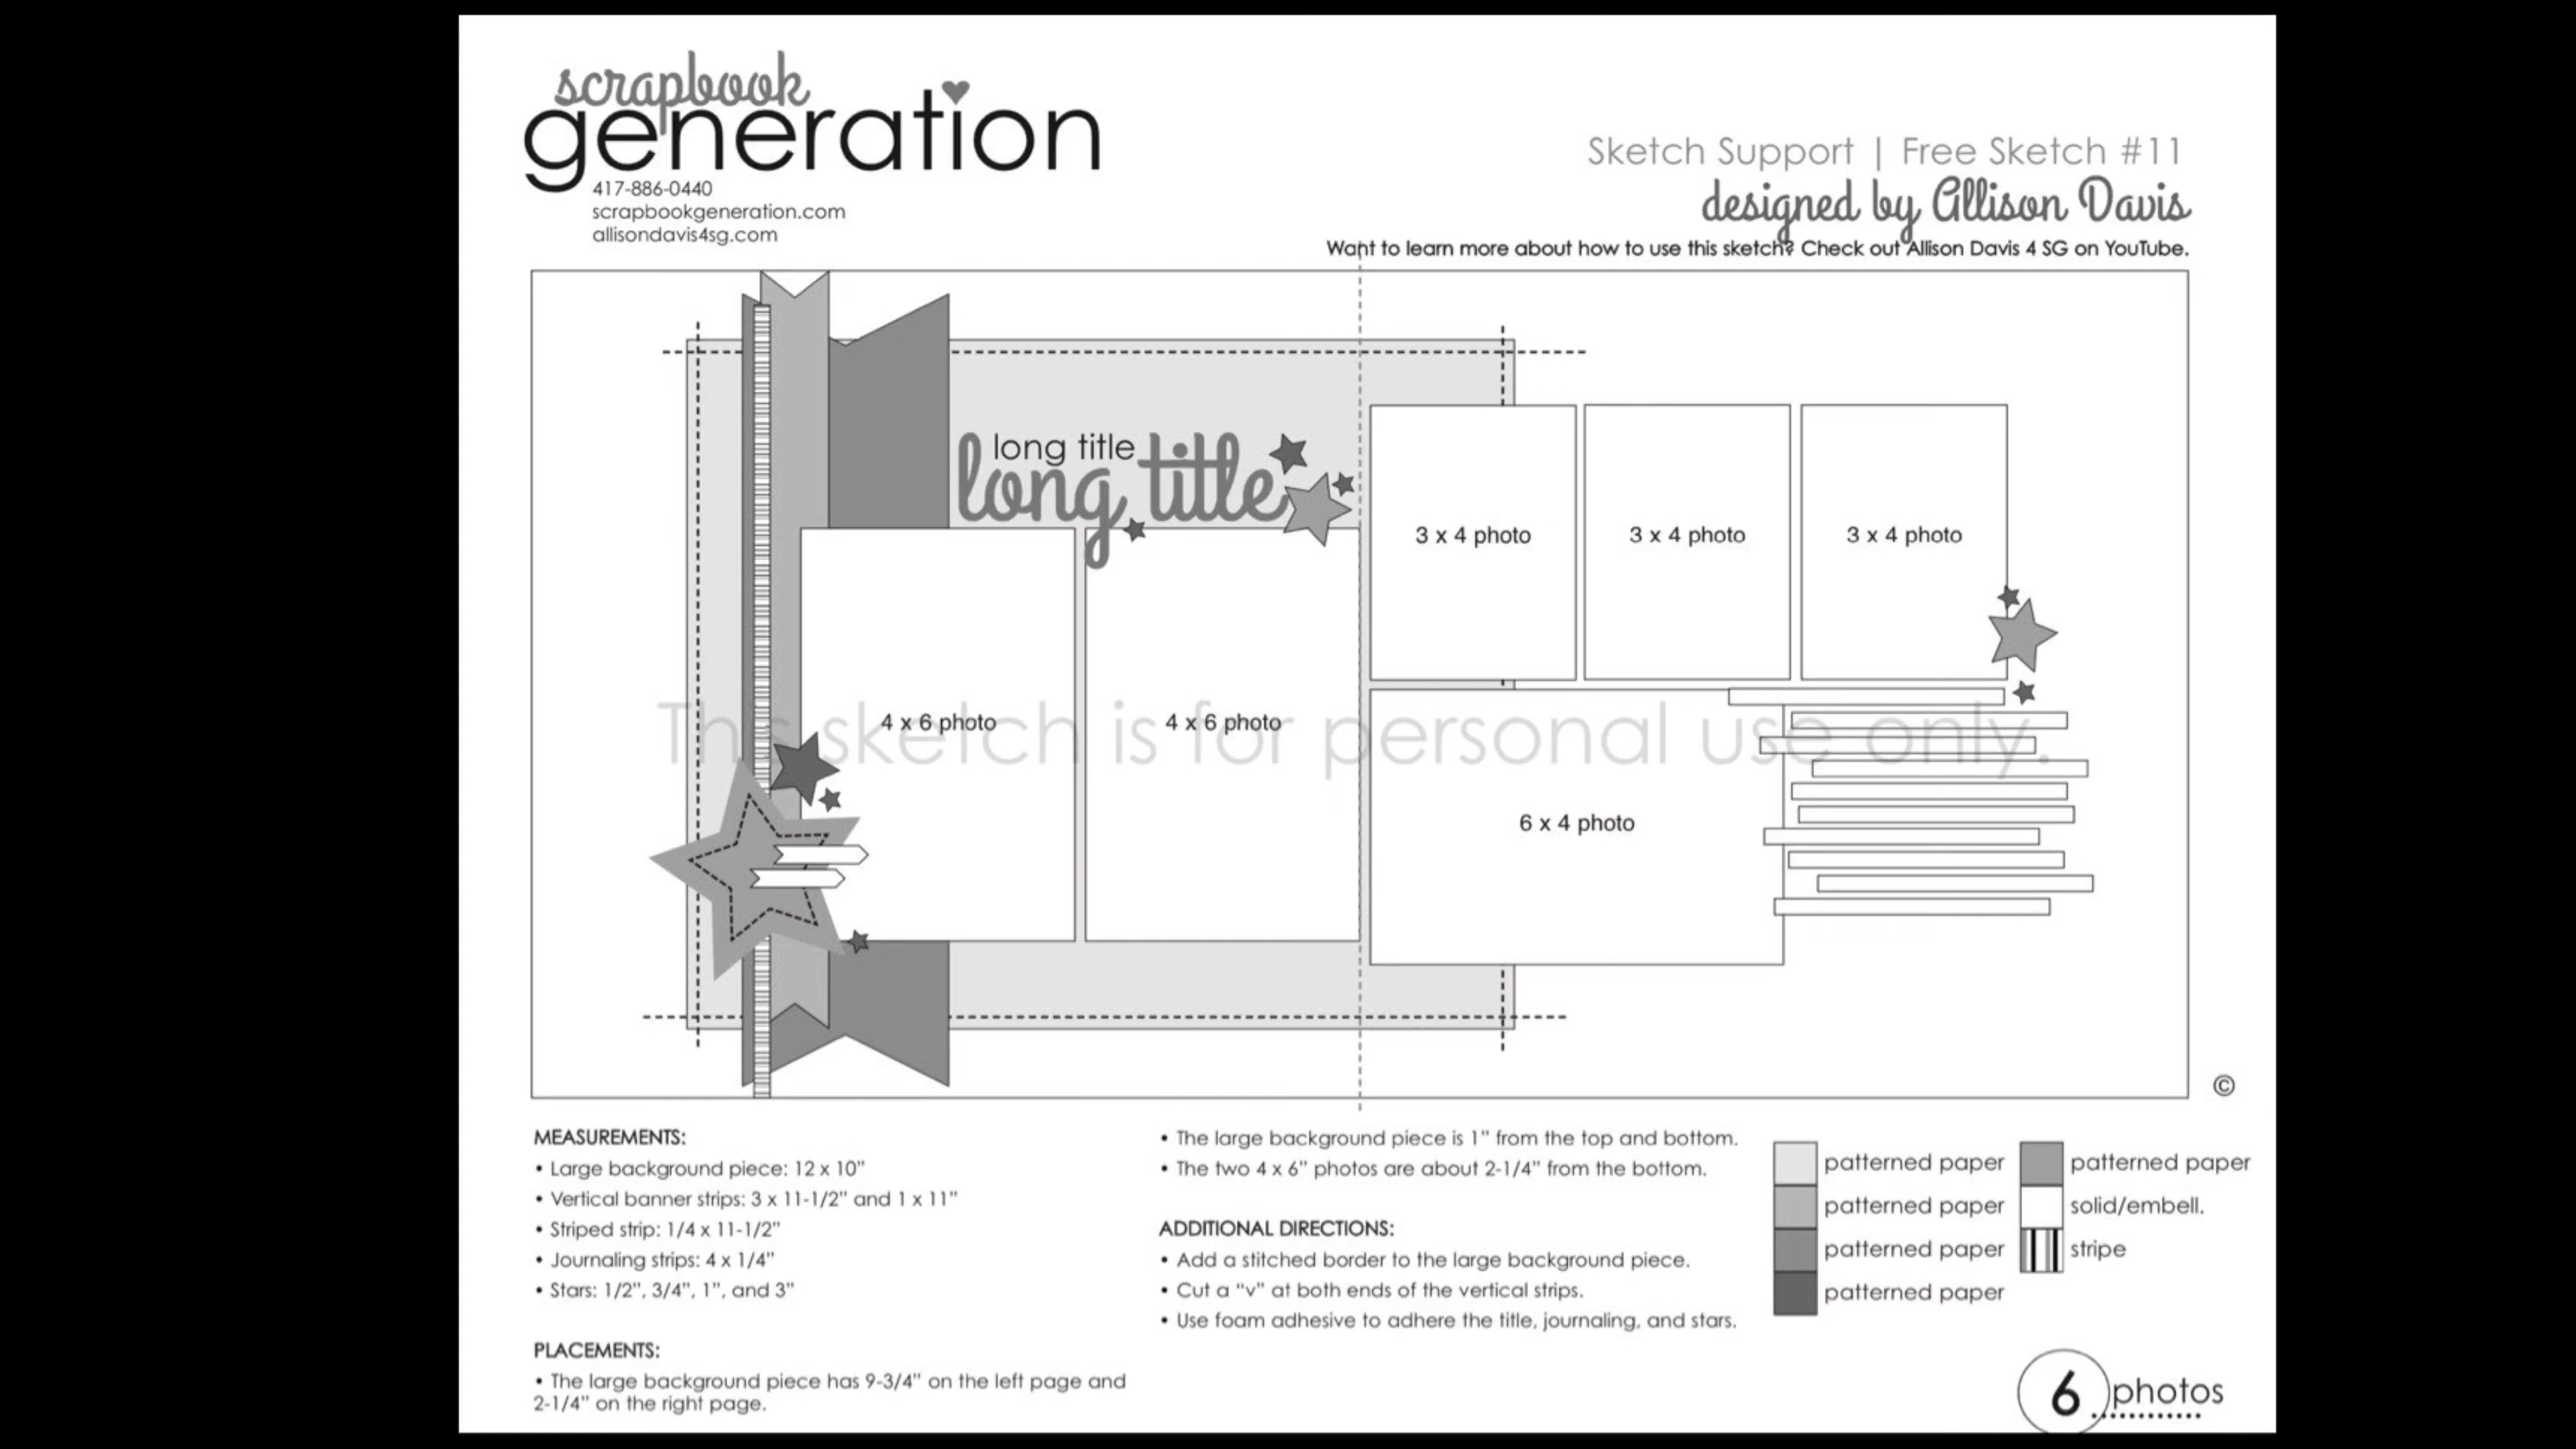 scrapbook
generation
417-886-0440
scrapbookgeneration.com
allisondavis4sg.com
Sketch Support | Free Sketch #11
designed by Allison Davis
Want to learn more about how to use this sketch? Check out Allison Davis 4 SG on YouTube.
long title
long title
3 x 4 photo
3 x 4 photo
3 x 4 photo
This sketch is for personal use only.
4 x 6 photo
4 x 6 photo
6 x 4 photo
©
MEASUREMENTS:
• Large background piece: 12 x 10"
• Vertical banner strips: 3 x 11-1/2" and 1 x 11"
• Striped strip: 1/4 x 11-1/2"
• Journaling strips: 4 x 1/4"
• Stars: 1/2", 3/4", 1", and 3"
PLACEMENTS:
• The large background piece has 9-3/4" on the left page and
2-1/4" on the right page.
• The large background piece is 1" from the top and bottom.
• The two 4 x 6" photos are about 2-1/4" from the bottom.
ADDITIONAL DIRECTIONS:
• Add a stitched border to the large background piece.
• Cut a "v" at both ends of the vertical strips.
• Use foam adhesive to adhere the title, journaling, and stars.
patterned paper
patterned paper
patterned paper
patterned paper
patterned paper
solid/embell.
stripe
6 photos